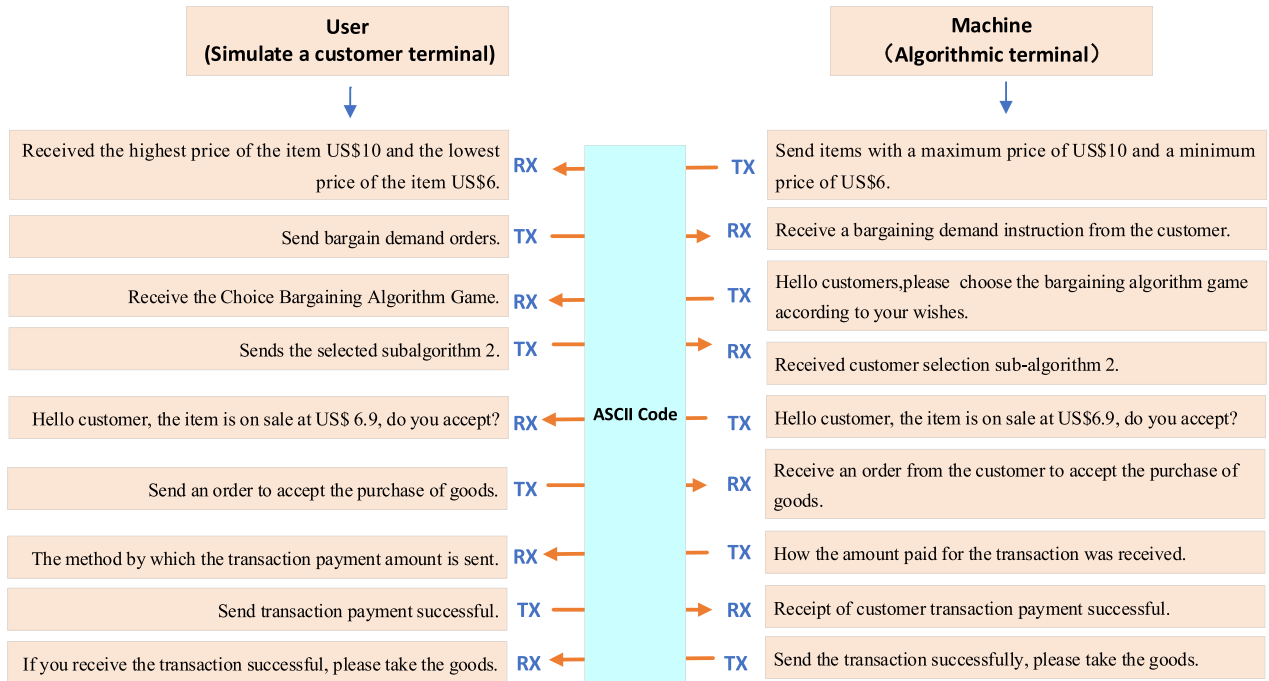 User
(Simulate a customer terminal)
Machine
（Algorithmic terminal）
Received the highest price of the item US$10 and the lowest
price of the item US$6.
RX
TX
Send items with a maximum price of US$10 and a minimum
price of US$6.
Send bargain demand orders.
TX
RX
Receive a bargaining demand instruction from the customer.
Receive the Choice Bargaining Algorithm Game.
RX
TX
Hello customers,please choose the bargaining algorithm game
according to your wishes.
Sends the selected subalgorithm 2.
TX
RX
Received customer selection sub-algorithm 2.
Hello customer, the item is on sale at US$ 6.9, do you accept?
RX
ASCII Code
TX
Hello customer, the item is on sale at US$6.9, do you accept?
Send an order to accept the purchase of goods.
TX
RX
Receive an order from the customer to accept the purchase of
goods.
The method by which the transaction payment amount is sent.
RX
TX
How the amount paid for the transaction was received.
Send transaction payment successful.
TX
RX
Receipt of customer transaction payment successful.
If you receive the transaction successful, please take the goods.
RX
TX
Send the transaction successfully, please take the goods.